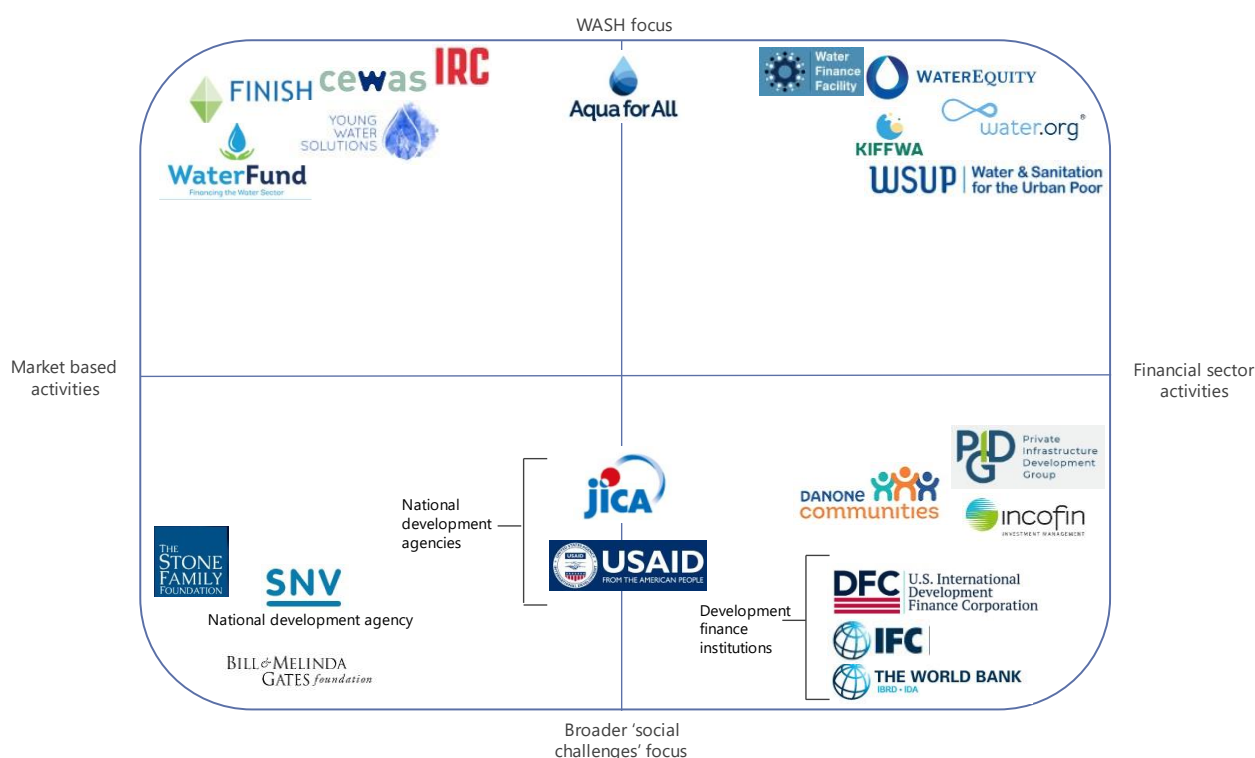 WASH focus
FINISH
cewas
IRC
YOUNG
WATER
SOLUTIONS
WaterFund
Financing the Water Sector
Aqua for All
Water
Finance
Facility
WATEREQUITY
water.org®
KIFFWA
WSUP
Water & Sanitation
for the Urban Poor
Market based
activities
Financial sector
activities
National
development
agencies
jica
USAID
FROM THE AMERICAN PEOPLE
DANONE
communities
PIDG
Private
Infrastructure
Development
Group
incofin
INVESTMENT MANAGEMENT
THE
STONE
FAMILY
FOUNDATION
SNV
National development agency
BILL & MELINDA
GATES foundation
Development
finance
institutions
DFC
U.S. International
Development
Finance Corporation
IFC
THE WORLD BANK
IBRD • IDA
Broader ‘social
challenges’ focus